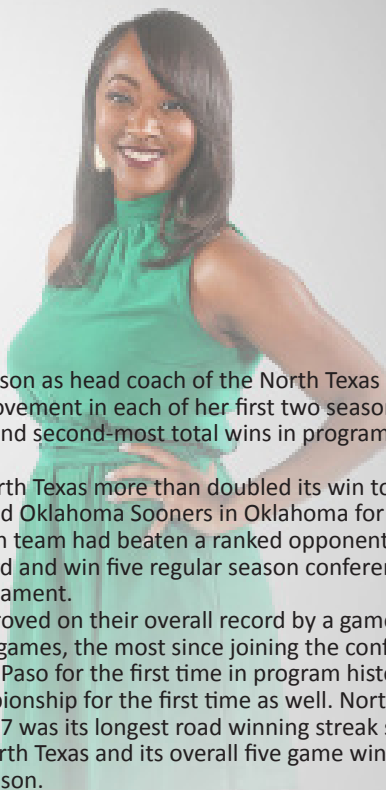 son as head coach of the North Texas
ovement in each of her first two season
nd second-most total wins in program
rth Texas more than doubled its win to
d Oklahoma Sooners in Oklahoma for
n team had beaten a ranked opponent
d and win five regular season conferen
ament.
roved on their overall record by a game
games, the most since joining the conf
Paso for the first time in program histo
pionship for the first time as well. Nort
7 was its longest road winning streak s
rth Texas and its overall five game win
son.